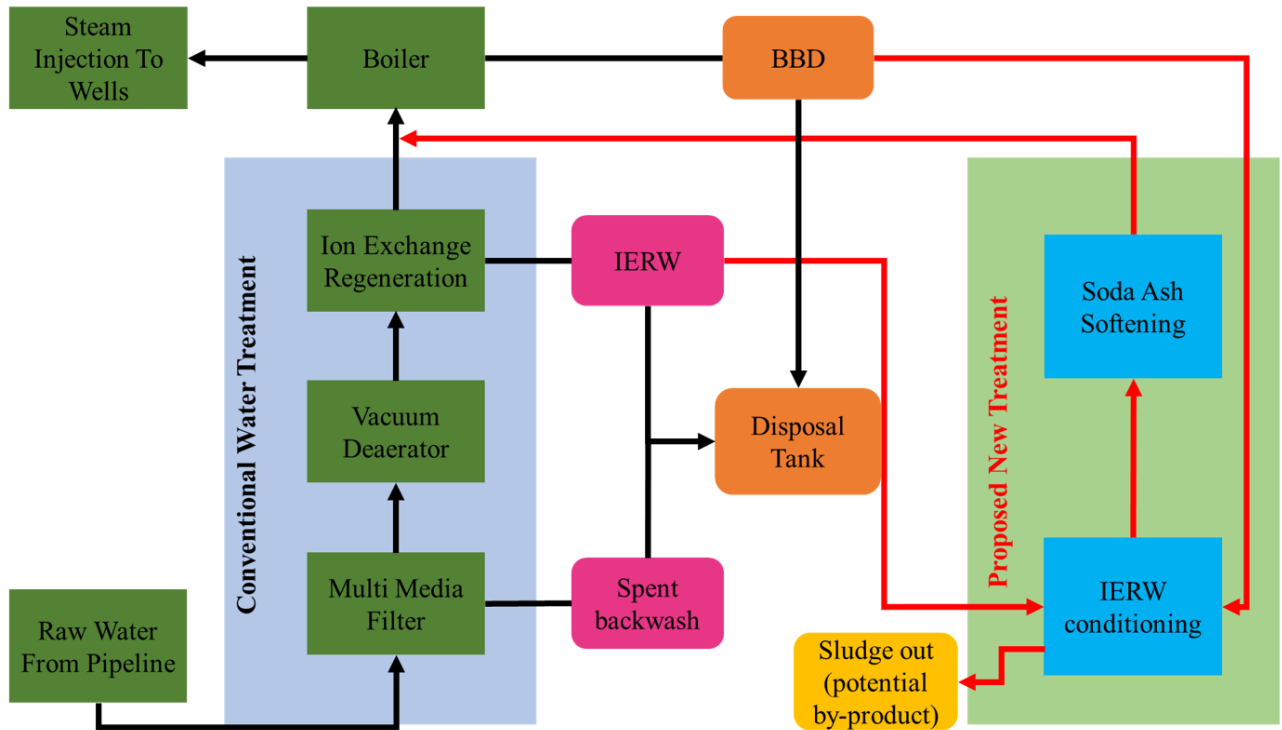 Steam
Injection To
Wells
Boiler
BBD
Conventional Water Treatment
Ion Exchange
Regeneration
IERW
Vacuum
Deaerator
Disposal
Tank
Multi Media
Filter
Spent
backwash
Raw Water
From Pipeline
Proposed New Treatment
Soda Ash
Softening
IERW
conditioning
Sludge out
(potential
by-product)